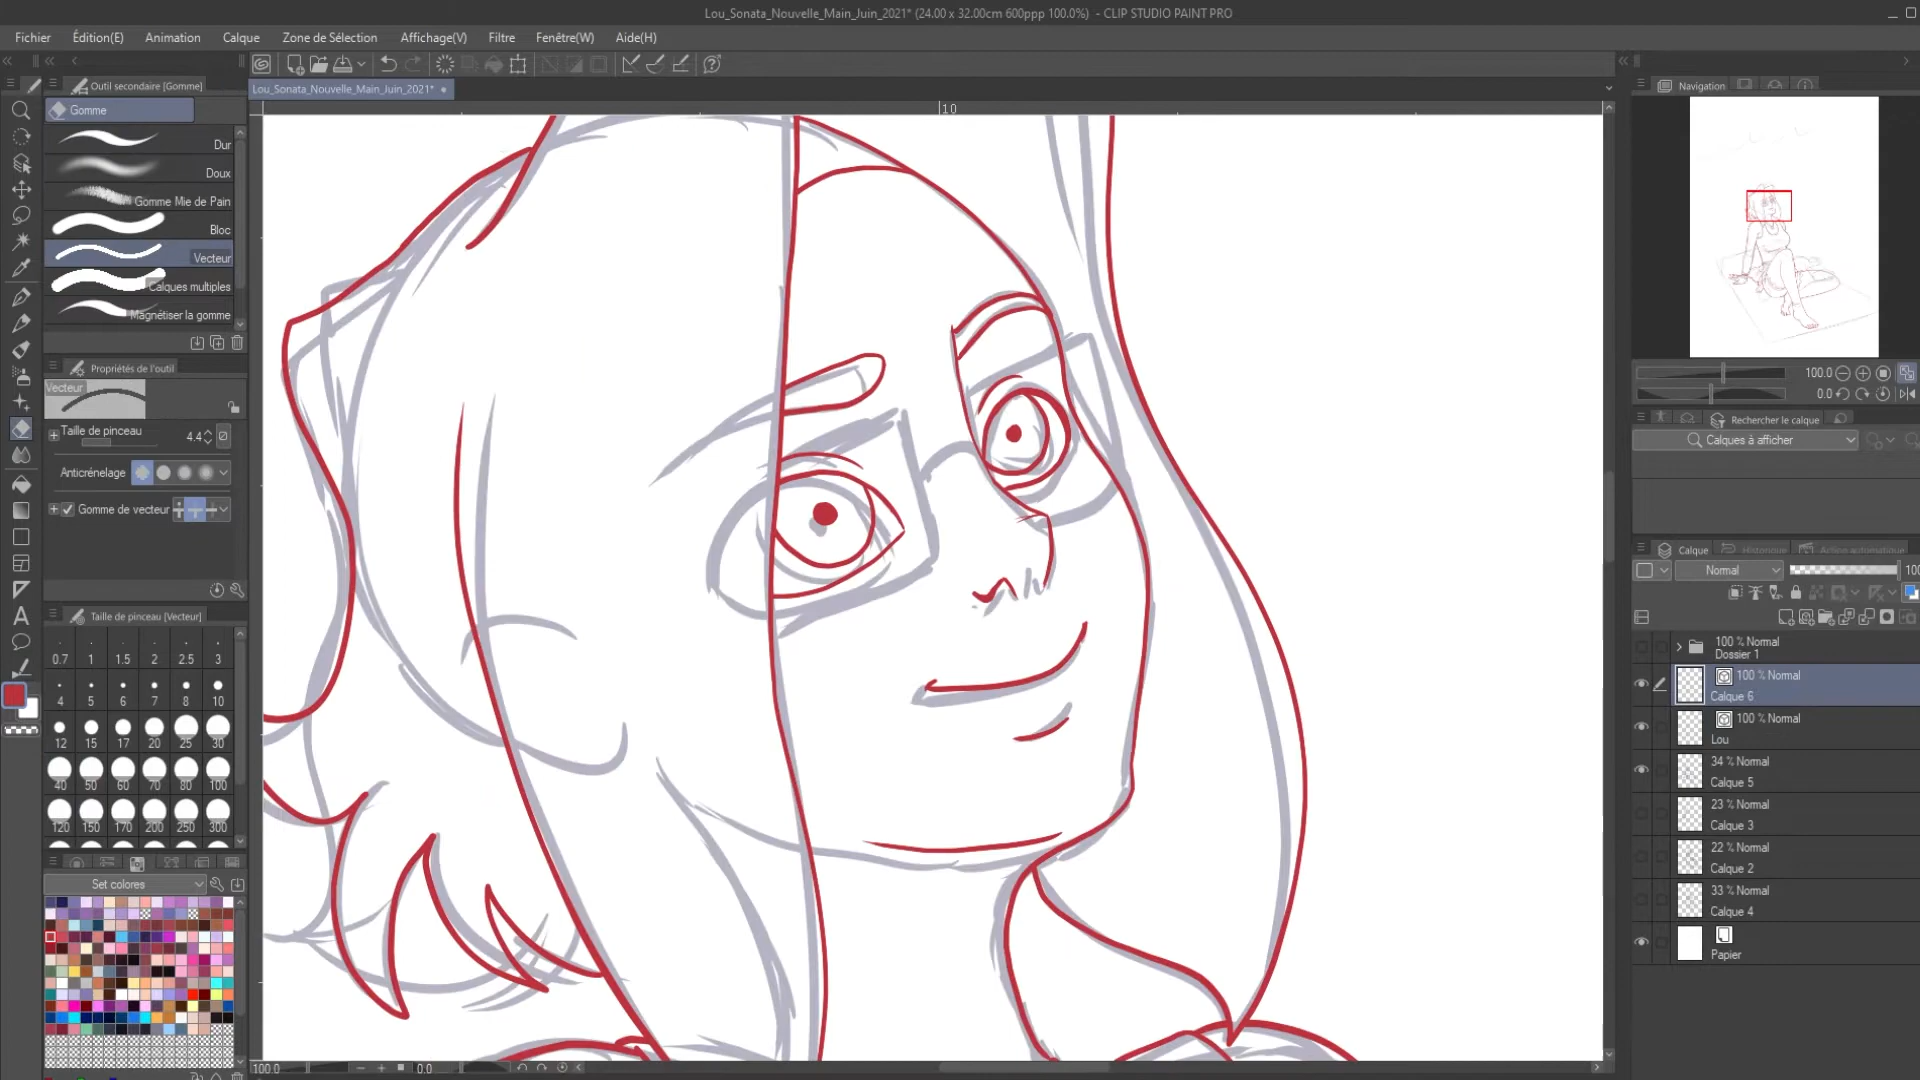 Lou_Sonata_Nouvelle_Main_Juin_2021* (24.00 x 32.00cm 600ppp 100.0%) - CLIP STUDIO PAINT PRO
Fichier Édition(E) Animation Calque Zone de Sélection Affichage(V) Filtre Fenêtre(W) Aide(H)
Outil secondaire [Gomme]
Lou_Sonata_Nouvelle_Main_Juin_2021*
Gomme
Dur
Doux
Gomme Mie de Pain
Bloc
Vecteur
Calques multiples
Magnétiser la gomme
Propriétés de l'outil
Vecteur
Taille de pinceau 4.4
Anticrénelage
Gomme de vecteur
Taille de pinceau [Vecteur]
0.7 1 1.5 2 2.5 3
4 5 6 7 8 10
12 15 17 20 25 30
40 50 60 70 80 100
120 150 170 200 250 300
Set colores
10
100.0 0.0
Navigation
100.0
0.0
Rechercher le calque
Calques à afficher
Calque Historique Action automatique
Normal 100
100 % Normal
Dossier 1
100 % Normal
Calque 6
100 % Normal
Lou
34 % Normal
Calque 5
23 % Normal
Calque 3
22 % Normal
Calque 2
33 % Normal
Calque 4
Papier